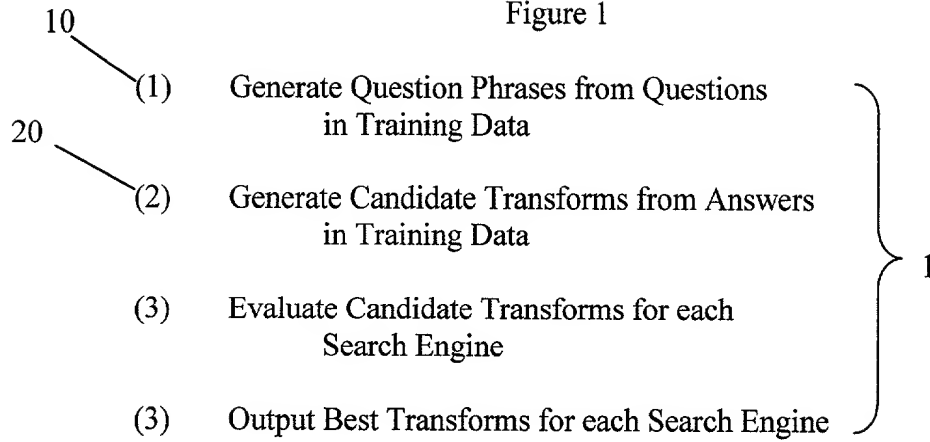 Figure 1
10
(1) Generate Question Phrases from Questions
in Training Data
20
(2) Generate Candidate Transforms from Answers
in Training Data
1
(3) Evaluate Candidate Transforms for each
Search Engine
(3) Output Best Transforms for each Search Engine